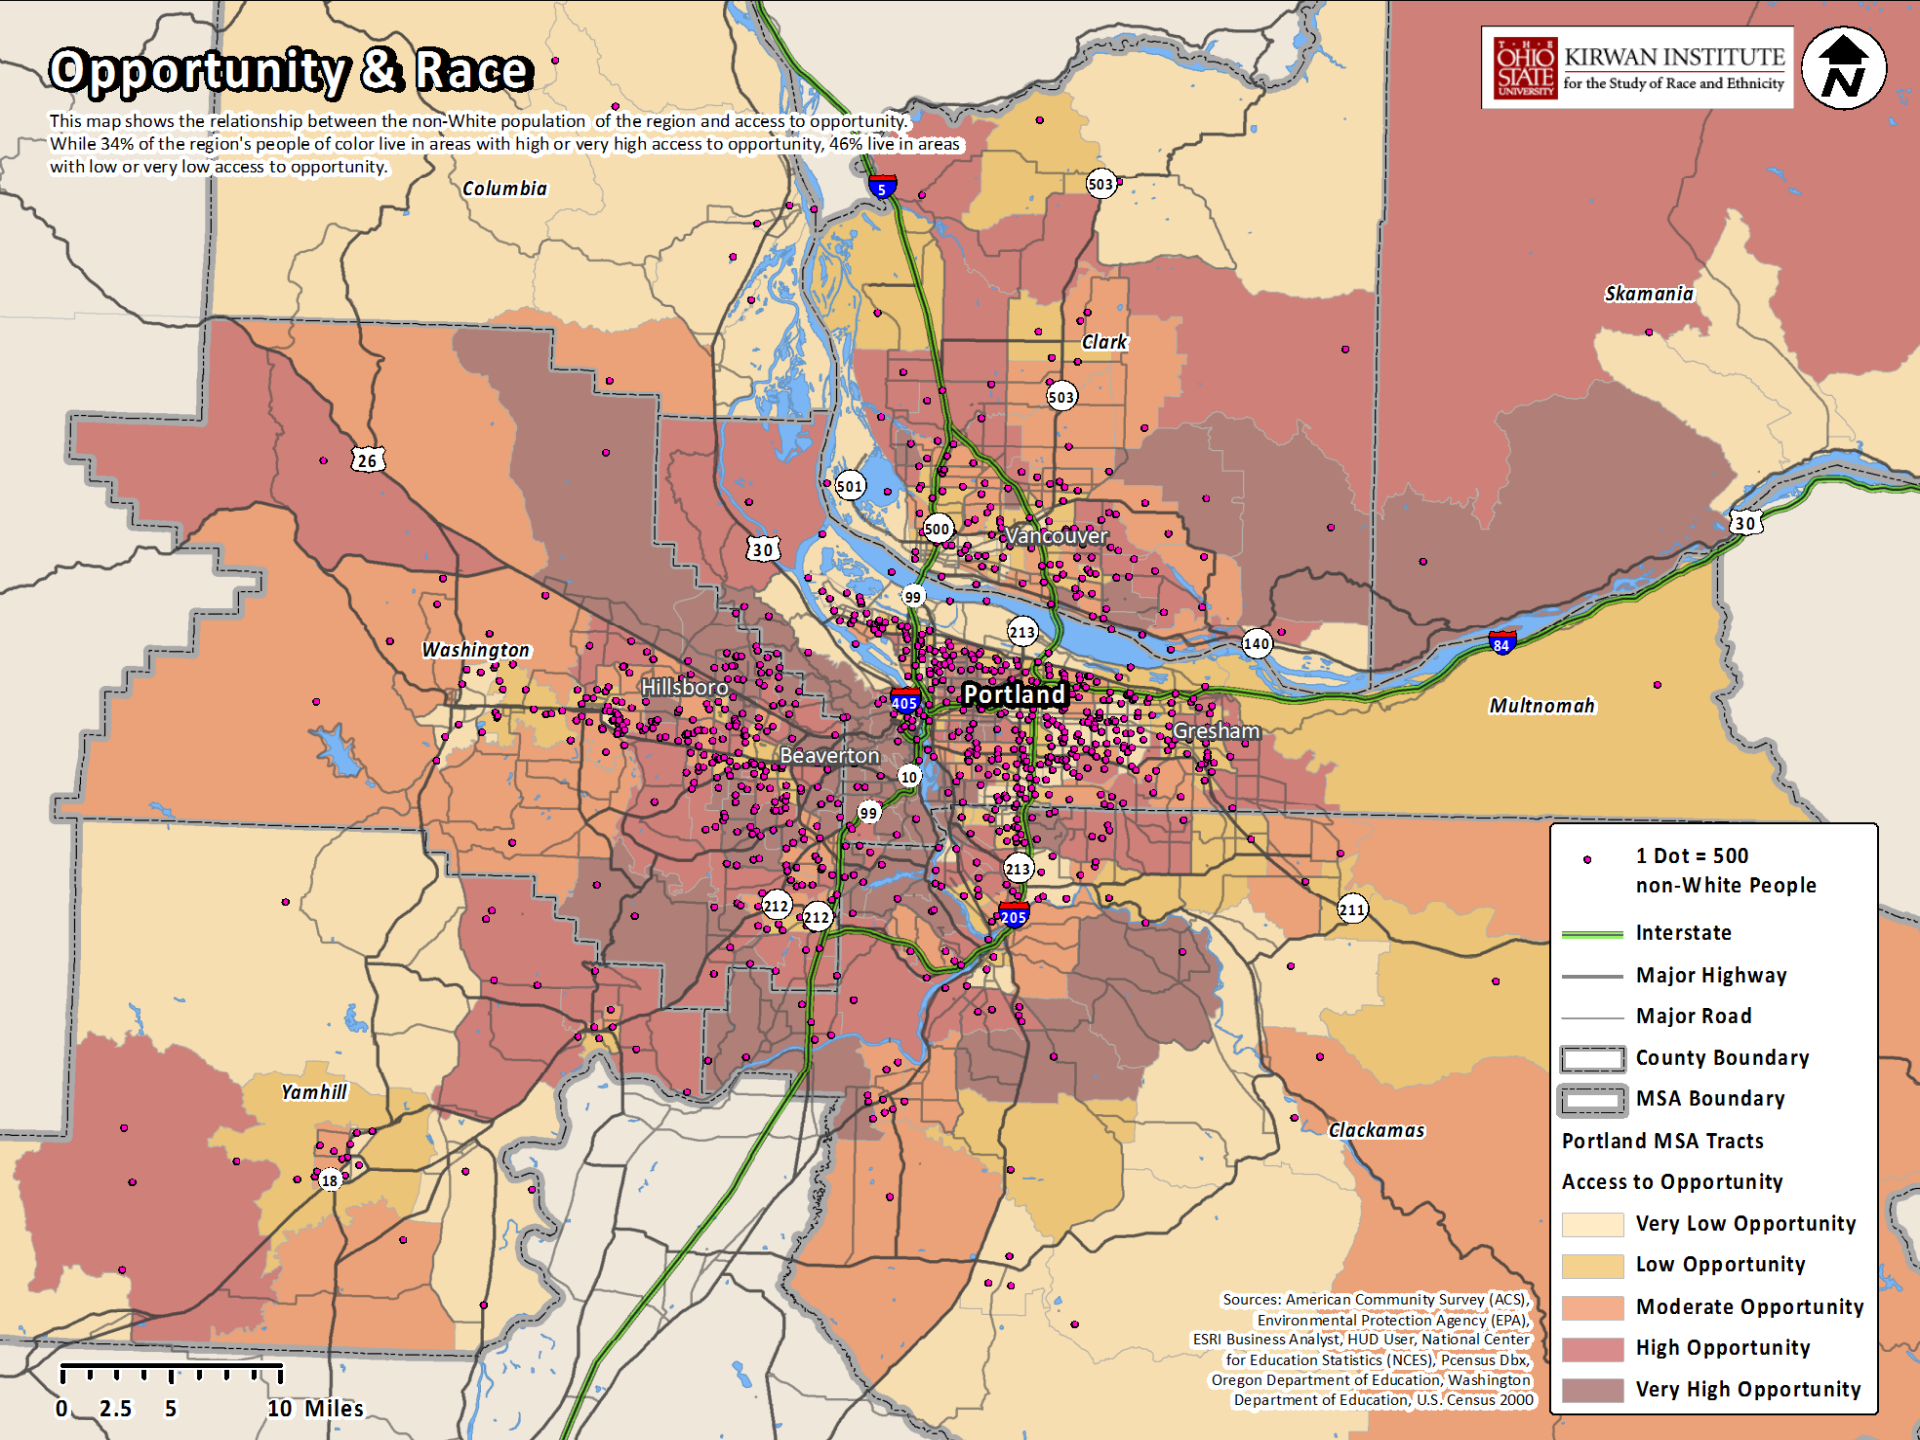 Opportunity & Race
This map shows the relationship between the non-White population of the region and access to opportunity.
While 34% of the region's people of color live in areas with high or very high access to opportunity, 46% live in areas
with low or very low access to opportunity.
T · H · E
OHIO
STATE
UNIVERSITY
KIRWAN INSTITUTE
for the Study of Race and Ethnicity
N
Columbia
5
503
Skamania
Clark
503
26
501
30
500
30
Vancouver
99
213
140
84
Washington
Hillsboro
405
Portland
Multnomah
Gresham
Beaverton
10
99
213
212
212
205
211
Yamhill
18
Clackamas
1 Dot = 500
non-White People
Interstate
Major Highway
Major Road
County Boundary
MSA Boundary
Portland MSA Tracts
Access to Opportunity
Very Low Opportunity
Low Opportunity
Moderate Opportunity
High Opportunity
Very High Opportunity
Sources: American Community Survey (ACS),
Environmental Protection Agency (EPA),
ESRI Business Analyst, HUD User, National Center
for Education Statistics (NCES), Pcensus Dbx,
Oregon Department of Education, Washington
Department of Education, U.S. Census 2000
0 2.5 5 10 Miles